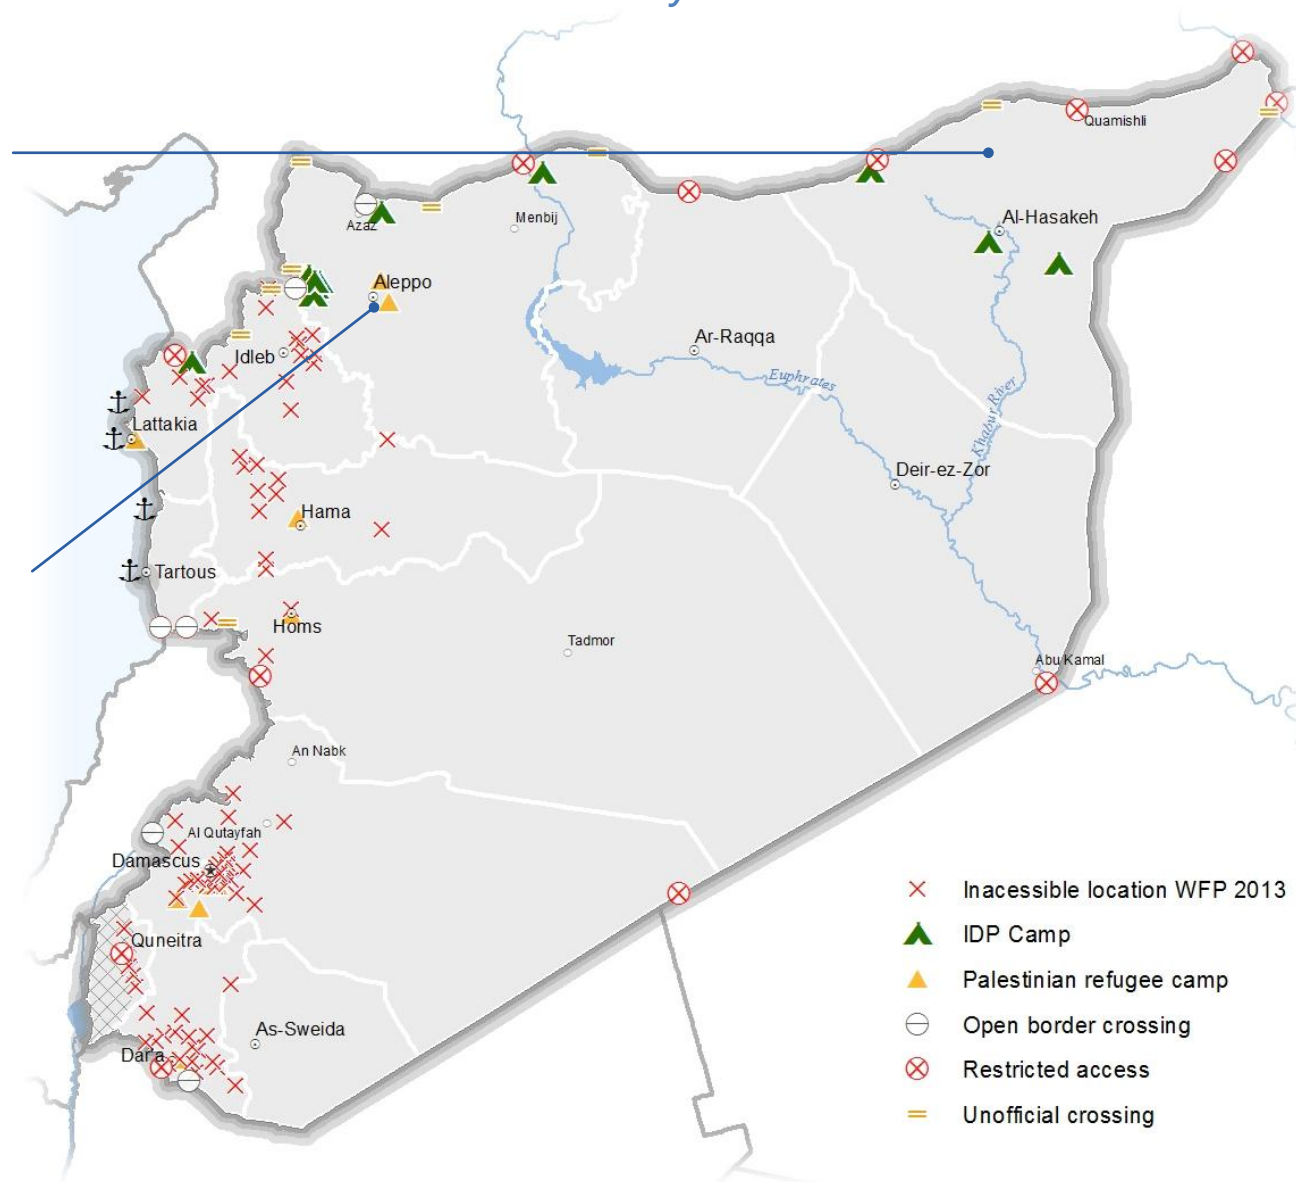 y
Quamishli
Azaz
Menbij
Al-Hasakeh
Aleppo
Ar-Raqqa
Idleb
Euphrates
Khabur River
Lattakia
Deir-ez-Zor
Hama
Tartous
Homs
Tadmor
Abu Kamal
An Nabk
Al Qutayfah
Damascus
Quneitra
As-Sweida
Dar'a
Inacessible location WFP 2013
IDP Camp
Palestinian refugee camp
Open border crossing
Restricted access
Unofficial crossing